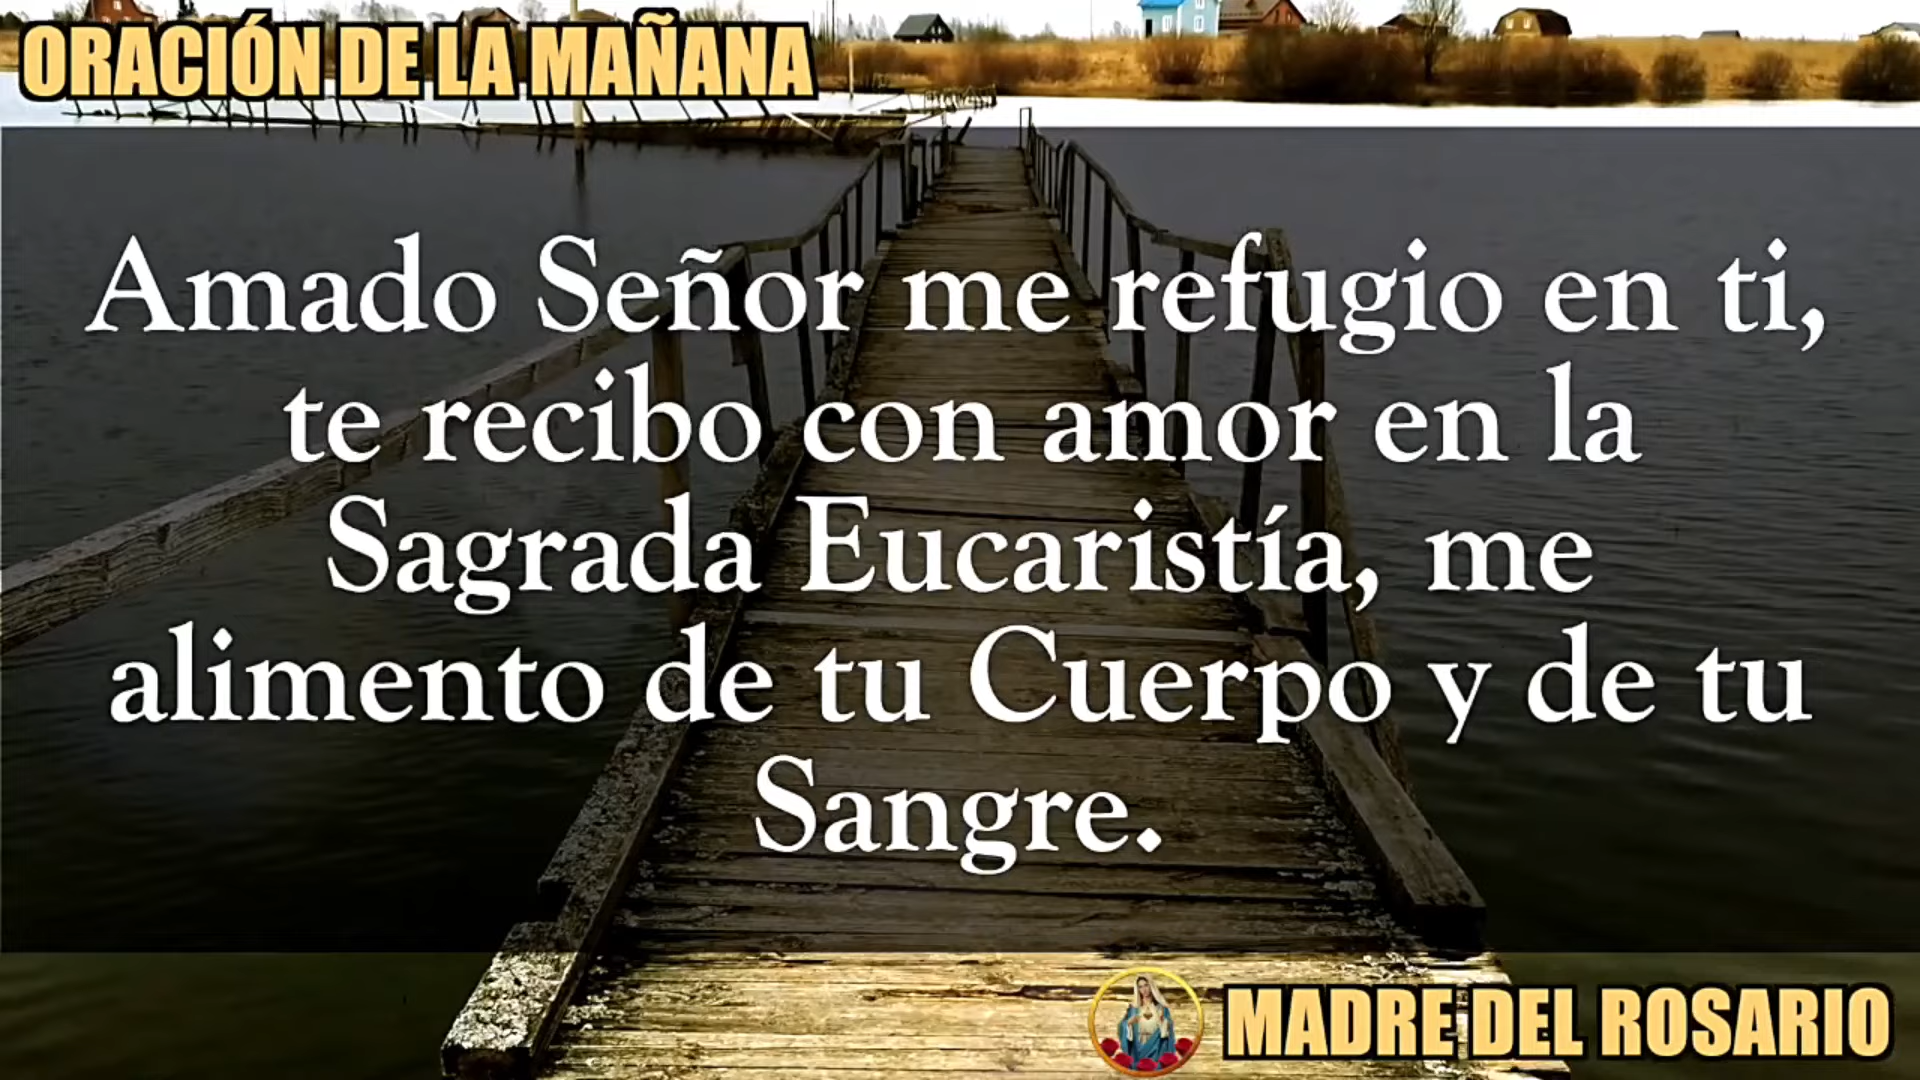 ORACIÓN DE LA MAÑANA
Amado Señor me refugio en ti,
te recibo con amor en la
Sagrada Eucaristía, me
alimento de tu Cuerpo y de tu
Sangre.
MADRE DEL ROSARIO